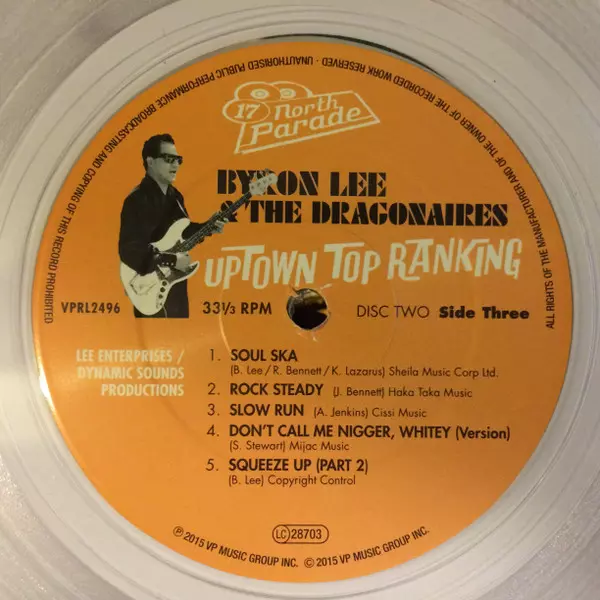 ALL RIGHTS OF THE MANUFACTURER AND OF THE OWNER OF THE RECORDED WORK RESERVED · UNAUTHORISED PUBLIC PERFORMANCE BROADCASTING AND COPYING OF THIS RECORD PROHIBITED
17 North
Parade
BYRON LEE
& THE DRAGONAIRES
UPTOWN TOP RANKING
VPRL2496
33 1/3 RPM
DISC TWO Side Three
LEE ENTERPRISES /
DYNAMIC SOUNDS
PRODUCTIONS
1. SOUL SKA
(B. Lee/R. Bennett/K. Lazarus) Sheila Music Corp Ltd.
2. ROCK STEADY (J. Bennett) Haka Taka Music
3. SLOW RUN (A. Jenkins) Cissi Music
4. DON'T CALL ME NIGGER, WHITEY (Version)
(S. Stewart) Mijac Music
5. SQUEEZE UP (PART 2)
(B. Lee) Copyright Control
LC 28703
℗ 2015 VP MUSIC GROUP INC. © 2015 VP MUSIC GROUP INC.